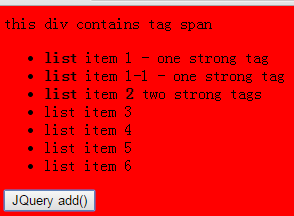 this div contains tag span
list item 1 - one strong tag
list item 1-1 - one strong tag
list item 2 two strong tags
list item 3
list item 4
list item 5
list item 6
JQuery add()